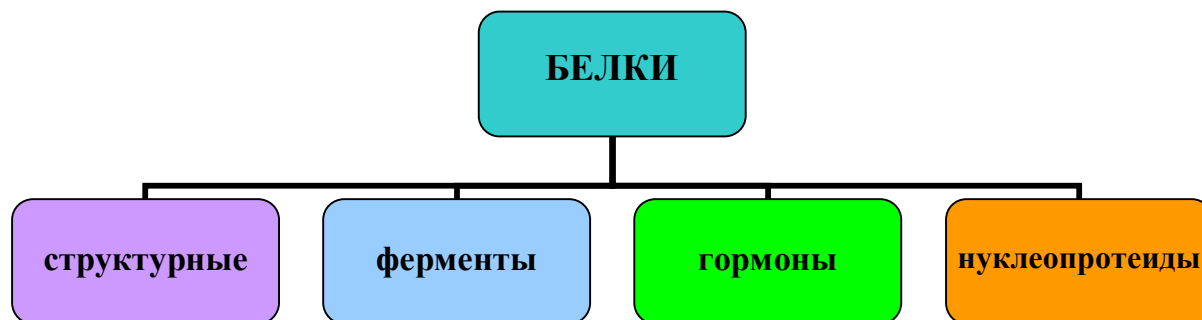 БЕЛКИ
структурные
ферменты
гормоны
нуклеопротеиды